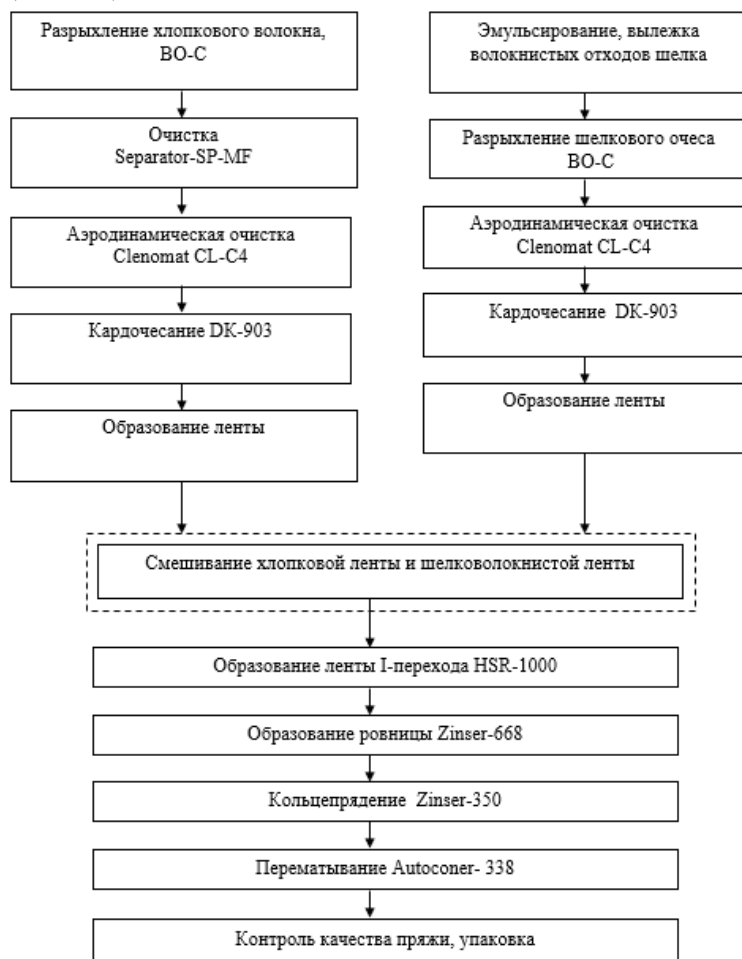 Разрыхление хлопкового волокна,
ВО-С
Очистка
Separator-SP-MF
Аэродинамическая очистка
Clenomat CL-C4
Кардочесание DK-903
Образование ленты
Эмульсирование, вылежка
волокнистых отходов шелка
Разрыхление шелкового очеса
ВО-С
Аэродинамическая очистка
Clenomat CL-C4
Кардочесание DK-903
Образование ленты
Смешивание хлопковой ленты и шелковолокнистой ленты
Образование ленты I-перехода HSR-1000
Образование ровницы Zinser-668
Кольцепрядение Zinser-350
Перематывание Autoconer- 338
Контроль качества пряжи, упаковка